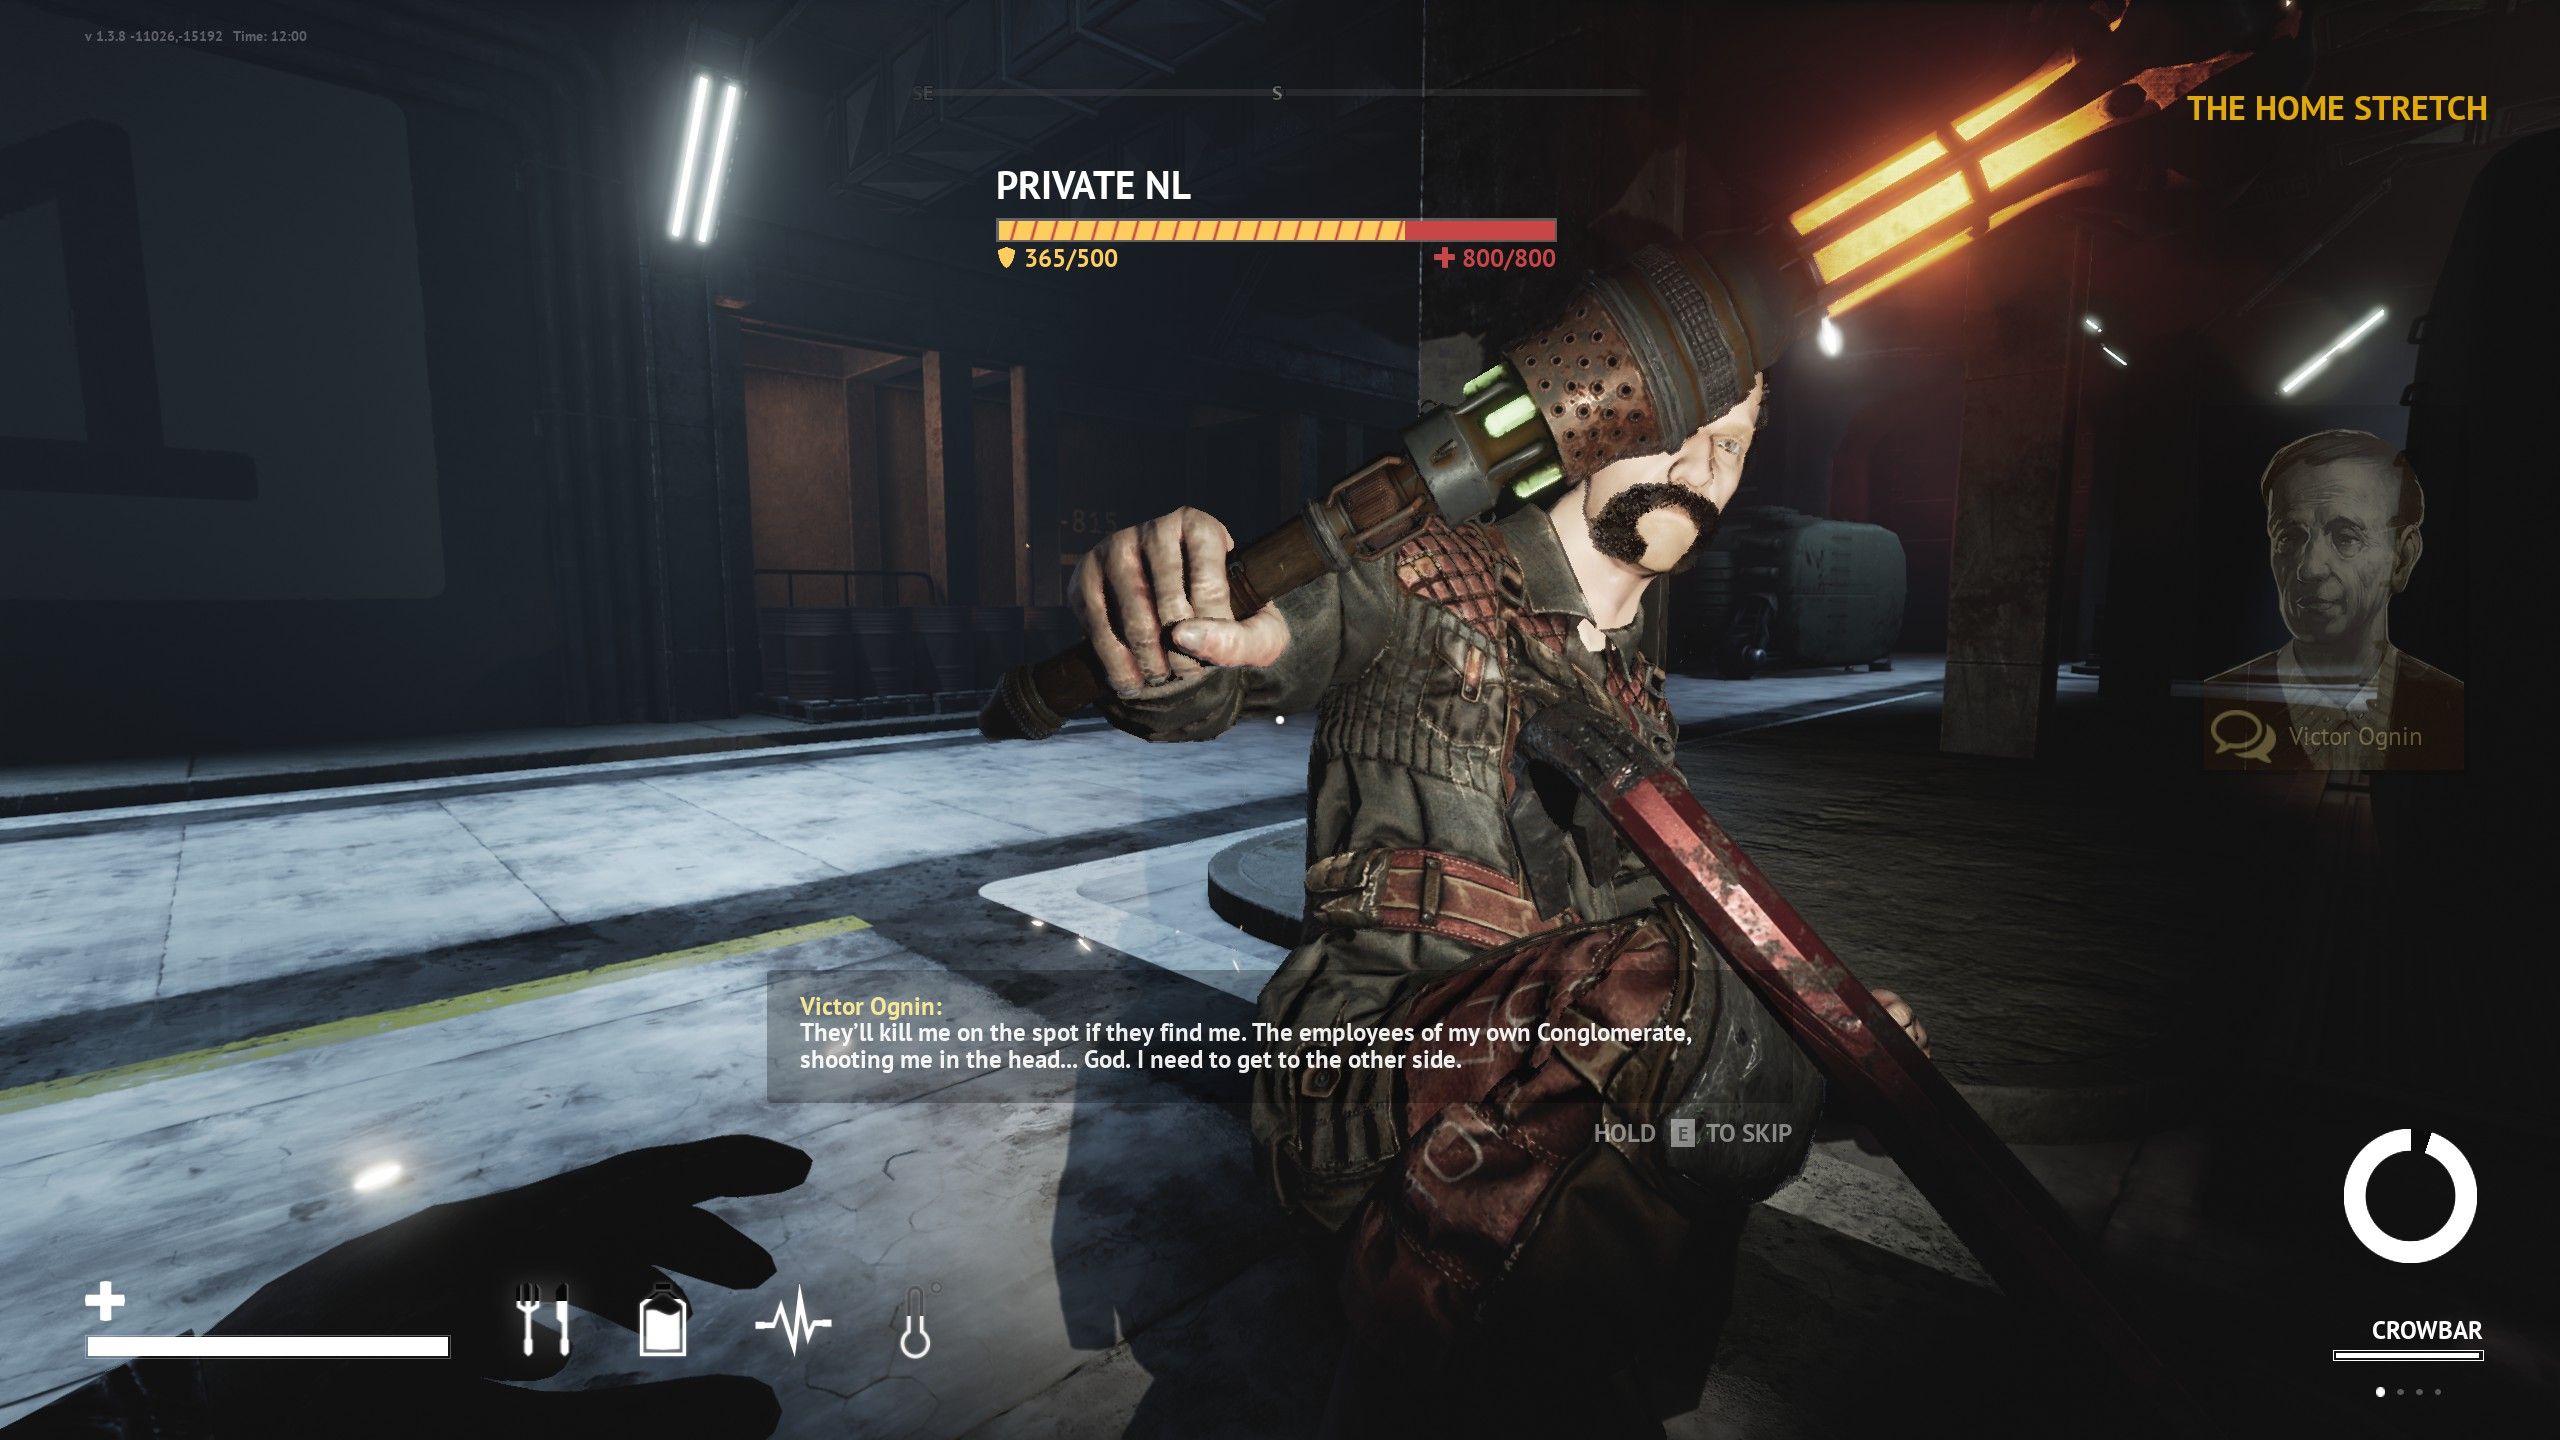 v 1.3.8 -11026,-15192 Time: 12:00
SE S
THE HOME STRETCH
PRIVATE NL
365/500 800/800
1
-815
Victor Ognin
Victor Ognin:
They'll kill me on the spot if they find me. The employees of my own Conglomerate,
shooting me in the head... God. I need to get to the other side.
HOLD E TO SKIP
CROWBAR